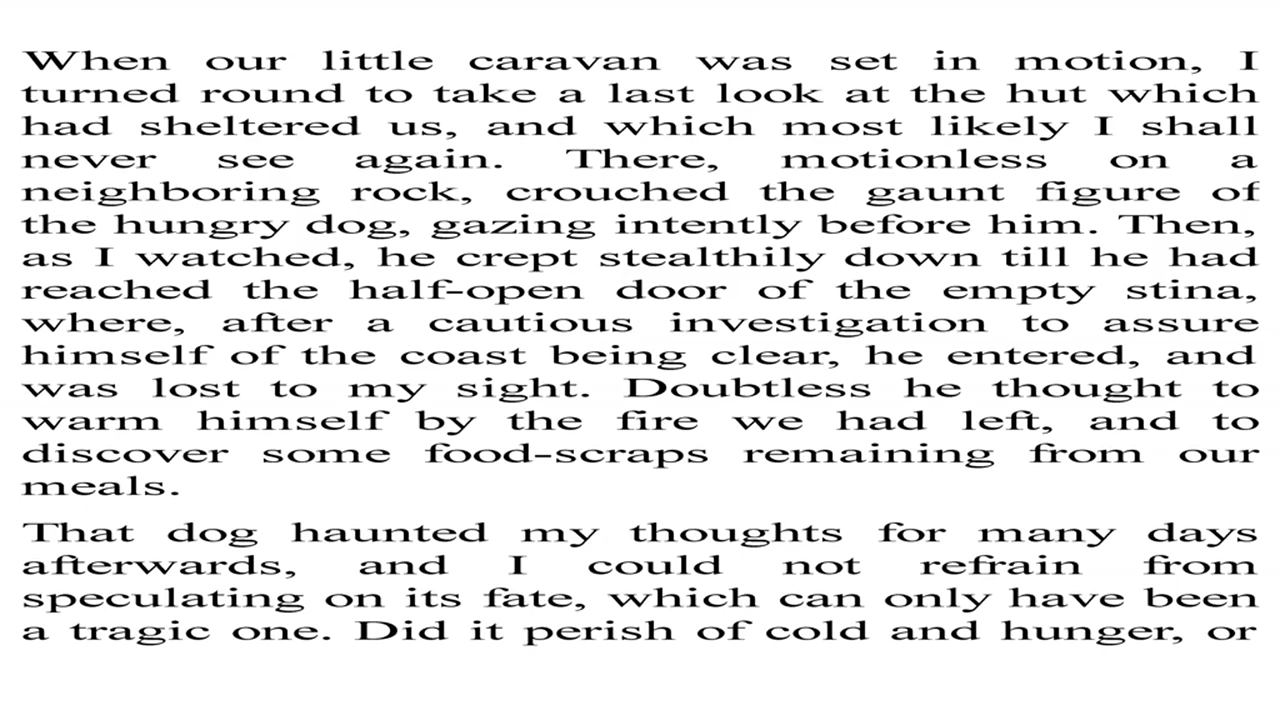 When our little caravan was set in motion, I
turned round to take a last look at the hut which
had sheltered us, and which most likely I shall
never see again. There, motionless on a
neighboring rock, crouched the gaunt figure of
the hungry dog, gazing intently before him. Then,
as I watched, he crept stealthily down till he had
reached the half-open door of the empty stina,
where, after a cautious investigation to assure
himself of the coast being clear, he entered, and
was lost to my sight. Doubtless he thought to
warm himself by the fire we had left, and to
discover some food-scraps remaining from our
meals.
That dog haunted my thoughts for many days
afterwards, and I could not refrain from
speculating on its fate, which can only have been
a tragic one. Did it perish of cold and hunger, or